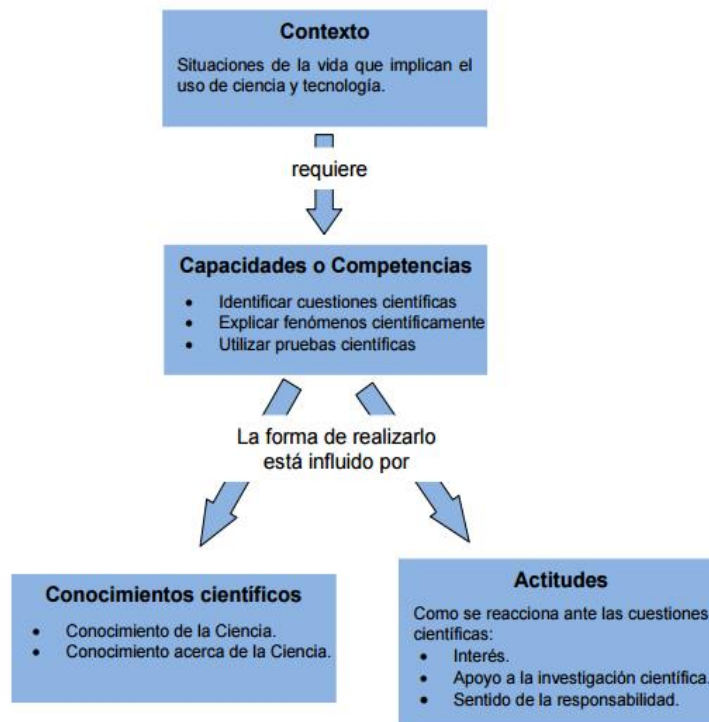 Contexto
Situaciones de la vida que implican el
uso de ciencia y tecnología.
requiere
Capacidades o Competencias
• Identificar cuestiones científicas
• Explicar fenómenos científicamente
• Utilizar pruebas científicas
La forma de realizarlo
está influido por
Conocimientos científicos
• Conocimiento de la Ciencia.
• Conocimiento acerca de la Ciencia.
Actitudes
Como se reacciona ante las cuestiones
científicas:
• Interés.
• Apoyo a la investigación científica.
• Sentido de la responsabilidad.